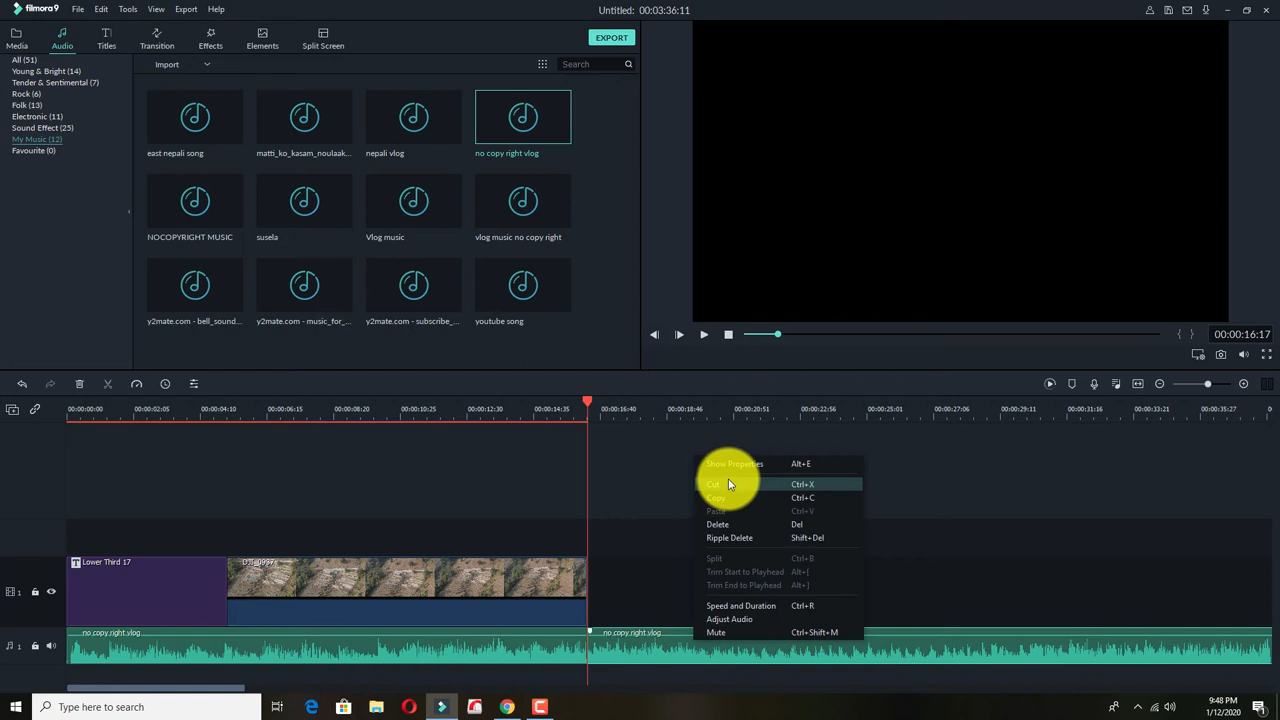 filmora9 File Edit Tools View Export Help Untitled: 00:03:36:11
Media Audio Titles Transition Effects Elements Split Screen EXPORT
All (51)
Young & Bright (14)
Tender & Sentimental (7)
Rock (6)
Folk (13)
Electronic (11)
Sound Effect (25)
My Music (12)
Favourite (0)
Import Search
east nepali song matti_ko_kasam_noulaak... nepali vlog no copy right vlog
NOCOPYRIGHT MUSIC susela Vlog music vlog music no copy right
y2mate.com - bell_sound... y2mate.com - music_for_... y2mate.com - subscribe_... youtube song
{ } 00:00:16:17
00:00:00:00 00:00:02:05 00:00:04:10 00:00:06:15 00:00:08:20 00:00:10:25 00:00:12:30 00:00:14:35 00:00:16:40 00:00:18:46 00:00:20:51 00:00:22:56 00:00:25:01 00:00:27:06 00:00:29:11 00:00:31:16 00:00:33:21 00:00:35:27
Show Properties Alt+E
Cut Ctrl+X
Copy Ctrl+C
Paste Ctrl+V
Delete Del
Ripple Delete Shift+Del
Split Ctrl+B
Trim Start to Playhead Alt+[
Trim End to Playhead Alt+]
Speed and Duration Ctrl+R
Adjust Audio
Mute Ctrl+Shift+M
T Lower Third 17
1
no copy right vlog no copy right vlog
1
Type here to search
9:48 PM
1/12/2020